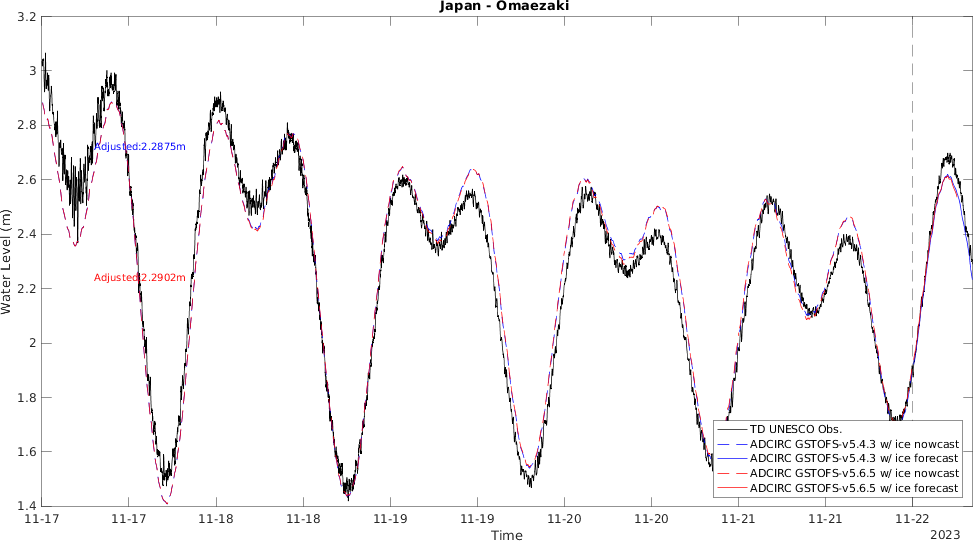 Japan - Omaezaki
3.2
3
2.8
2.6
2.4
2.2
2
1.8
1.6
1.4
Water Level (m)
Adjusted:2.2875m
Adjusted:2.2902m
TD UNESCO Obs.
ADCIRC GSTOFS-v5.4.3 w/ ice nowcast
ADCIRC GSTOFS-v5.4.3 w/ ice forecast
ADCIRC GSTOFS-v5.6.5 w/ ice nowcast
ADCIRC GSTOFS-v5.6.5 w/ ice forecast
11-17 11-17 11-18 11-18 11-19 11-19 11-20 11-20 11-21 11-21 11-22
Time
2023